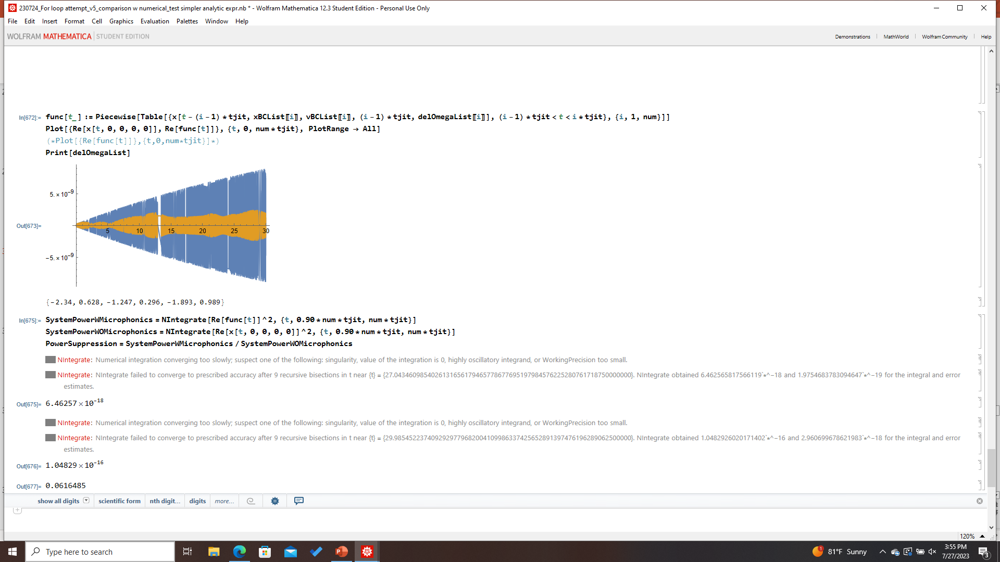 230724_For loop attempt_v5_comparison w numerical_test simpler analytic expr.nb * - Wolfram Mathematica 12.3 Student Edition - Personal Use Only
File Edit Insert Format Cell Graphics Evaluation Palettes Window Help
WOLFRAM MATHEMATICA STUDENT EDITION Demonstrations MathWorld Wolfram Community Help
In[672]:= func[t_] := Piecewise[Table[{x[t - (i - 1) * tjit, xBCList[[i]], vBCList[[i]], (i - 1) * tjit, delOmegaList[[i]]], (i - 1) * tjit < t < i * tjit}, {i, 1, num}]]
Plot[{Re[x[t, 0, 0, 0, 0]], Re[func[t]]}, {t, 0, num * tjit}, PlotRange → All]
(*Plot[{Re[func[t]]},{t,0,num*tjit}]*)
Print[delOmegaList]
5. × 10^-9
Out[673]=
5 10 15 20 25 30
-5. × 10^-9
{-2.34, 0.628, -1.247, 0.296, -1.893, 0.989}
In[675]:= SystemPowerWMicrophonics = NIntegrate[Re[func[t]]^2, {t, 0.90 * num * tjit, num * tjit}]
SystemPowerWOMicrophonics = NIntegrate[Re[x[t, 0, 0, 0, 0]]^2, {t, 0.90 * num * tjit, num * tjit}]
PowerSuppression = SystemPowerWMicrophonics / SystemPowerWOMicrophonics
NIntegrate: Numerical integration converging too slowly; suspect one of the following: singularity, value of the integration is 0, highly oscillatory integrand, or WorkingPrecision too small.
NIntegrate: NIntegrate failed to converge to prescribed accuracy after 9 recursive bisections in t near {t} = {27.0434609854026131656179465778677695197984576225280761718750000000}. NIntegrate obtained 6.462565817566119`*^-18 and 1.9754683783094647`*^-19 for the integral and error
estimates.
Out[675]= 6.46257 × 10^-18
NIntegrate: Numerical integration converging too slowly; suspect one of the following: singularity, value of the integration is 0, highly oscillatory integrand, or WorkingPrecision too small.
NIntegrate: NIntegrate failed to converge to prescribed accuracy after 9 recursive bisections in t near {t} = {29.9854522374092929779682004109986337425652891397476196289062500000}. NIntegrate obtained 1.0482926020171402`*^-16 and 2.960699678621983`*^-18 for the integral and error
estimates.
Out[676]= 1.04829 × 10^-16
Out[677]= 0.0616485
show all digits scientific form nth digit... digits more...
120%
Type here to search
81°F Sunny
3:55 PM
7/27/2023